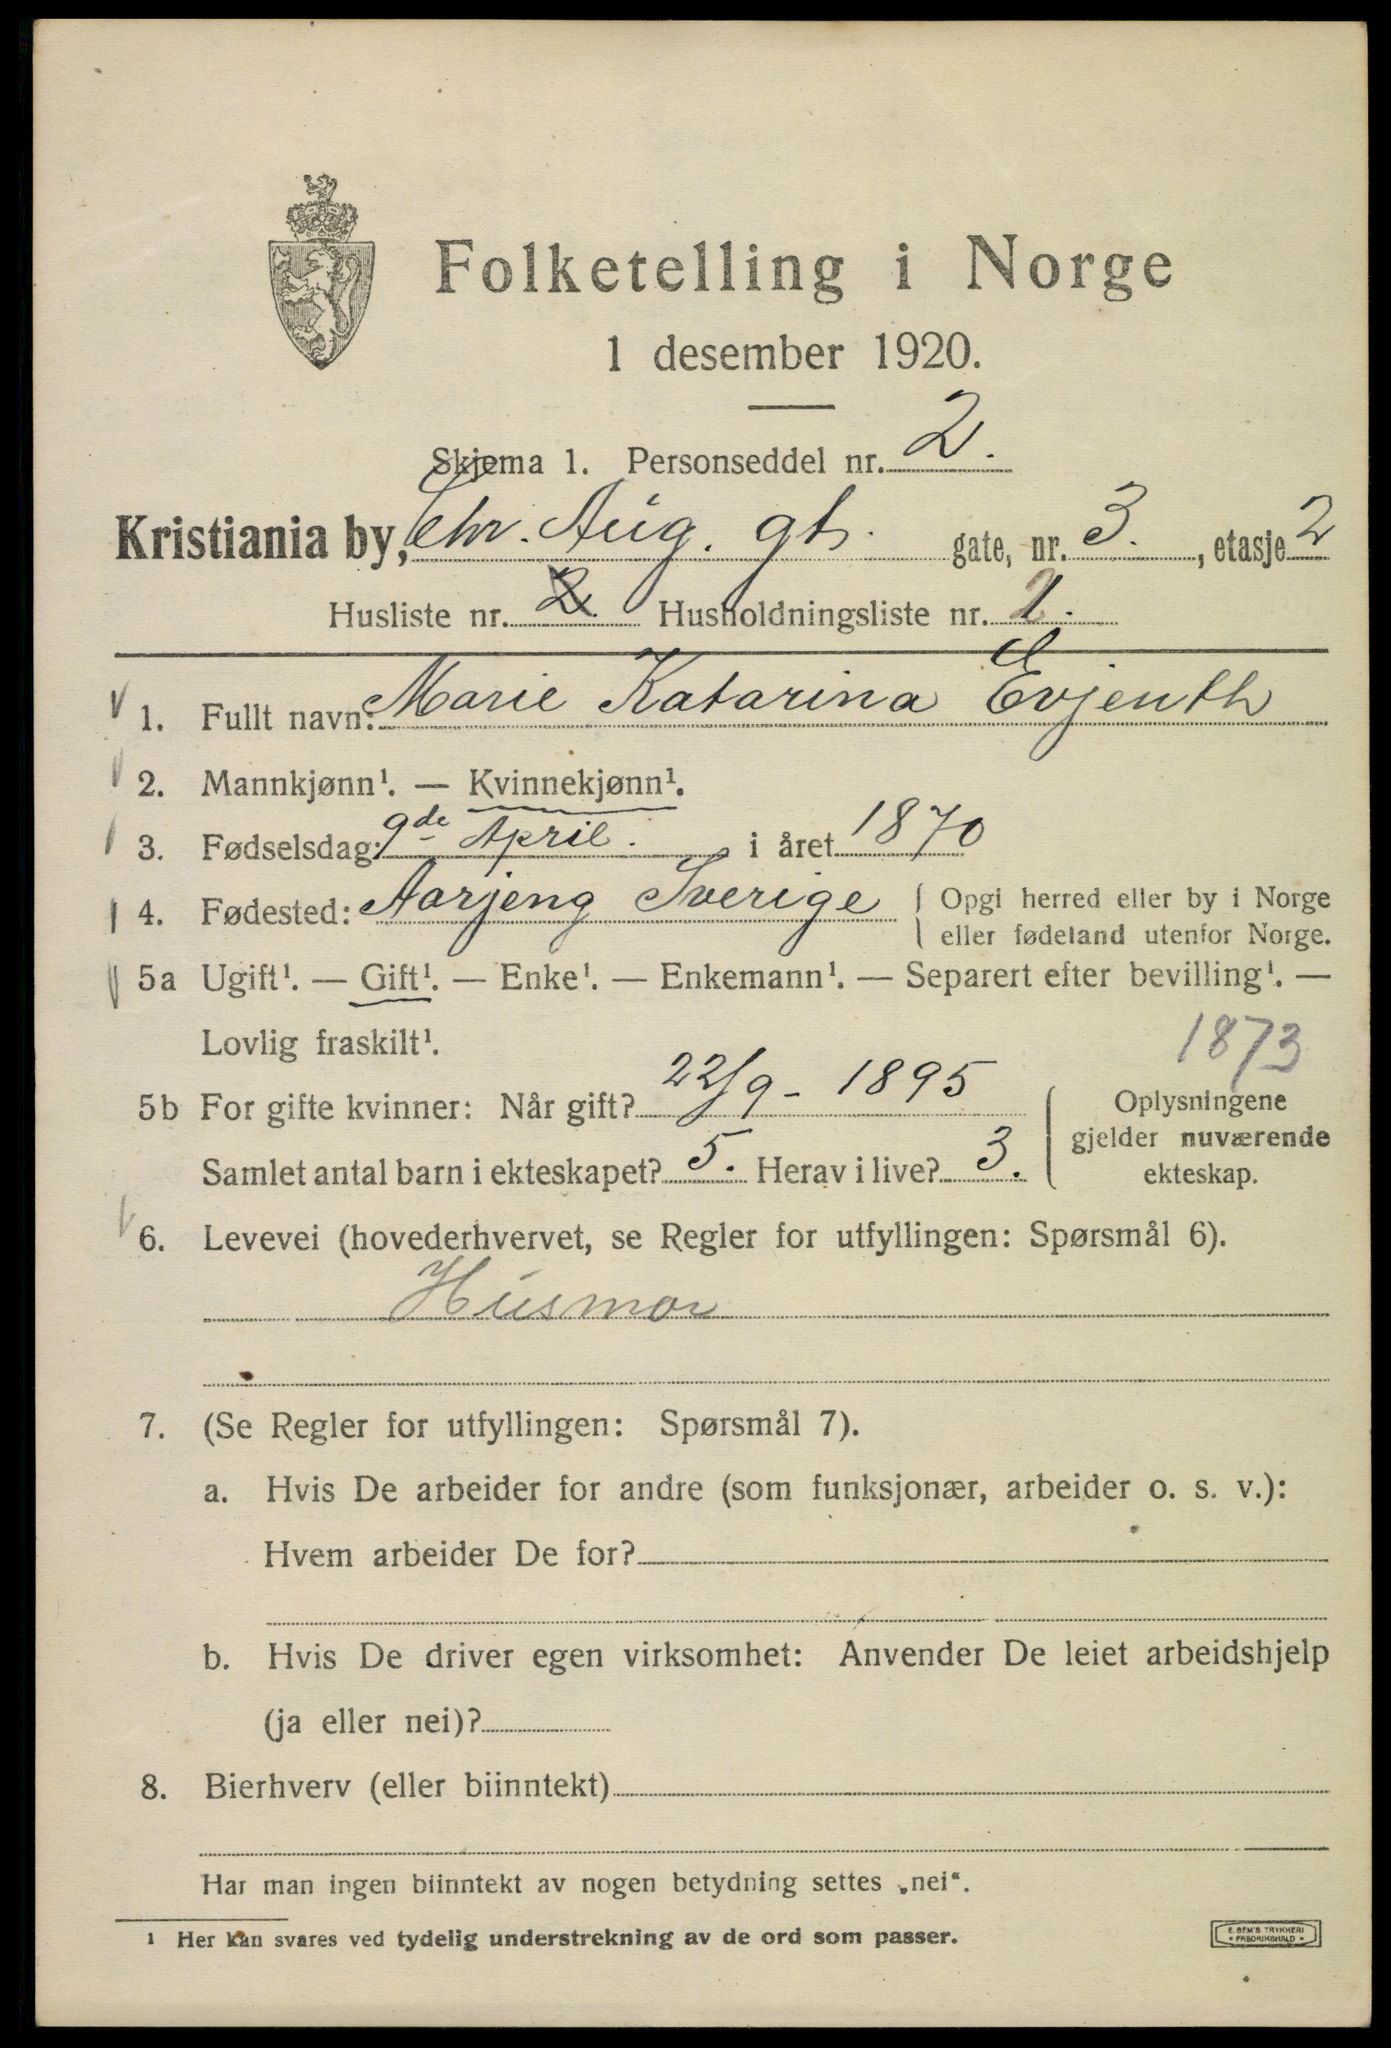 Folketelling i Norge
1 desember 1920.
Skjema 1. Personseddel nr. 2.
Kristiania by, Chr. Aug. gt. gate, nr. 3., etasje 2
Husliste nr. 2. Husholdningsliste nr. 1.
1. Fullt navn: Marie Katarina Evjenth
2. Mannkjønn¹. — Kvinnekjønn¹.
3. Fødselsdag: 9de April. i året 1870
4. Fødested: Aarjeng Sverige { Opgi herred eller by i Norge
eller fødeland utenfor Norge.
5a Ugift¹. — Gift¹. — Enke¹. — Enkemann¹. — Separert efter bevilling¹. —
Lovlig fraskilt¹.
1873
5b For gifte kvinner: Når gift? 22/9 - 1895
Samlet antal barn i ekteskapet? 5. Herav i live? 3.
{ Oplysningene
gjelder nuværende
ekteskap.
6. Levevei (hovederhvervet, se Regler for utfyllingen: Spørsmål 6).
Husmor
7. (Se Regler for utfyllingen: Spørsmål 7).
a. Hvis De arbeider for andre (som funksjonær, arbeider o. s. v.):
Hvem arbeider De for?
b. Hvis De driver egen virksomhet: Anvender De leiet arbeidshjelp
(ja eller nei)?
8. Bierhverv (eller biinntekt)
Har man ingen biinntekt av nogen betydning settes „nei“.
1 Her kan svares ved tydelig understrekning av de ord som passer.
E. SEM'S TRYKKERI
• FREDRIKSHALD •